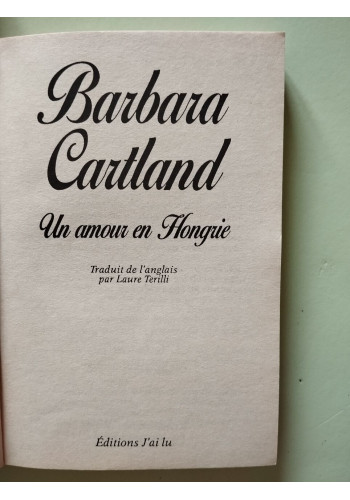 Barbara
Cartland
Un amour en Hongrie
Traduit de l'anglais
par Laure Terilli
Éditions J'ai lu